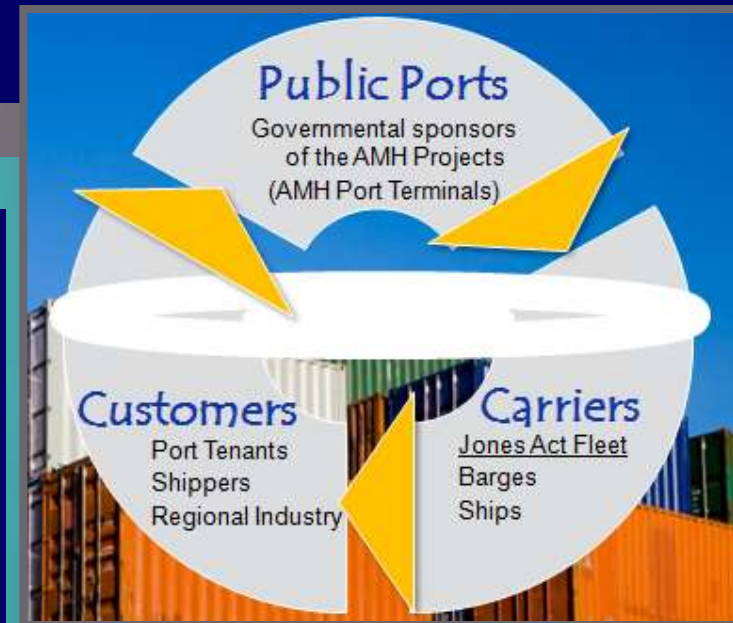 Public Ports
Governmental sponsors
of the AMH Projects
(AMH Port Terminals)
Customers
Port Tenants
Shippers
Regional Industry
Carriers
Jones Act Fleet
Barges
Ships